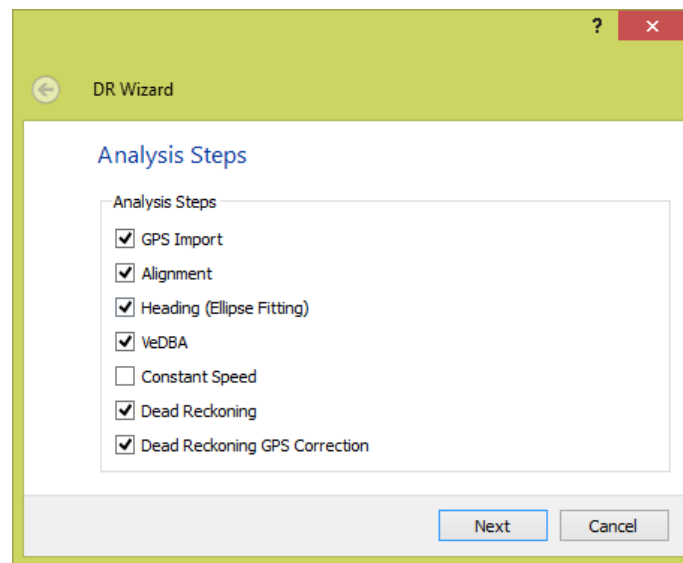 ?
DR Wizard
Analysis Steps
Analysis Steps
GPS Import
Alignment
Heading (Ellipse Fitting)
VeDBA
Constant Speed
Dead Reckoning
Dead Reckoning GPS Correction
Next
Cancel